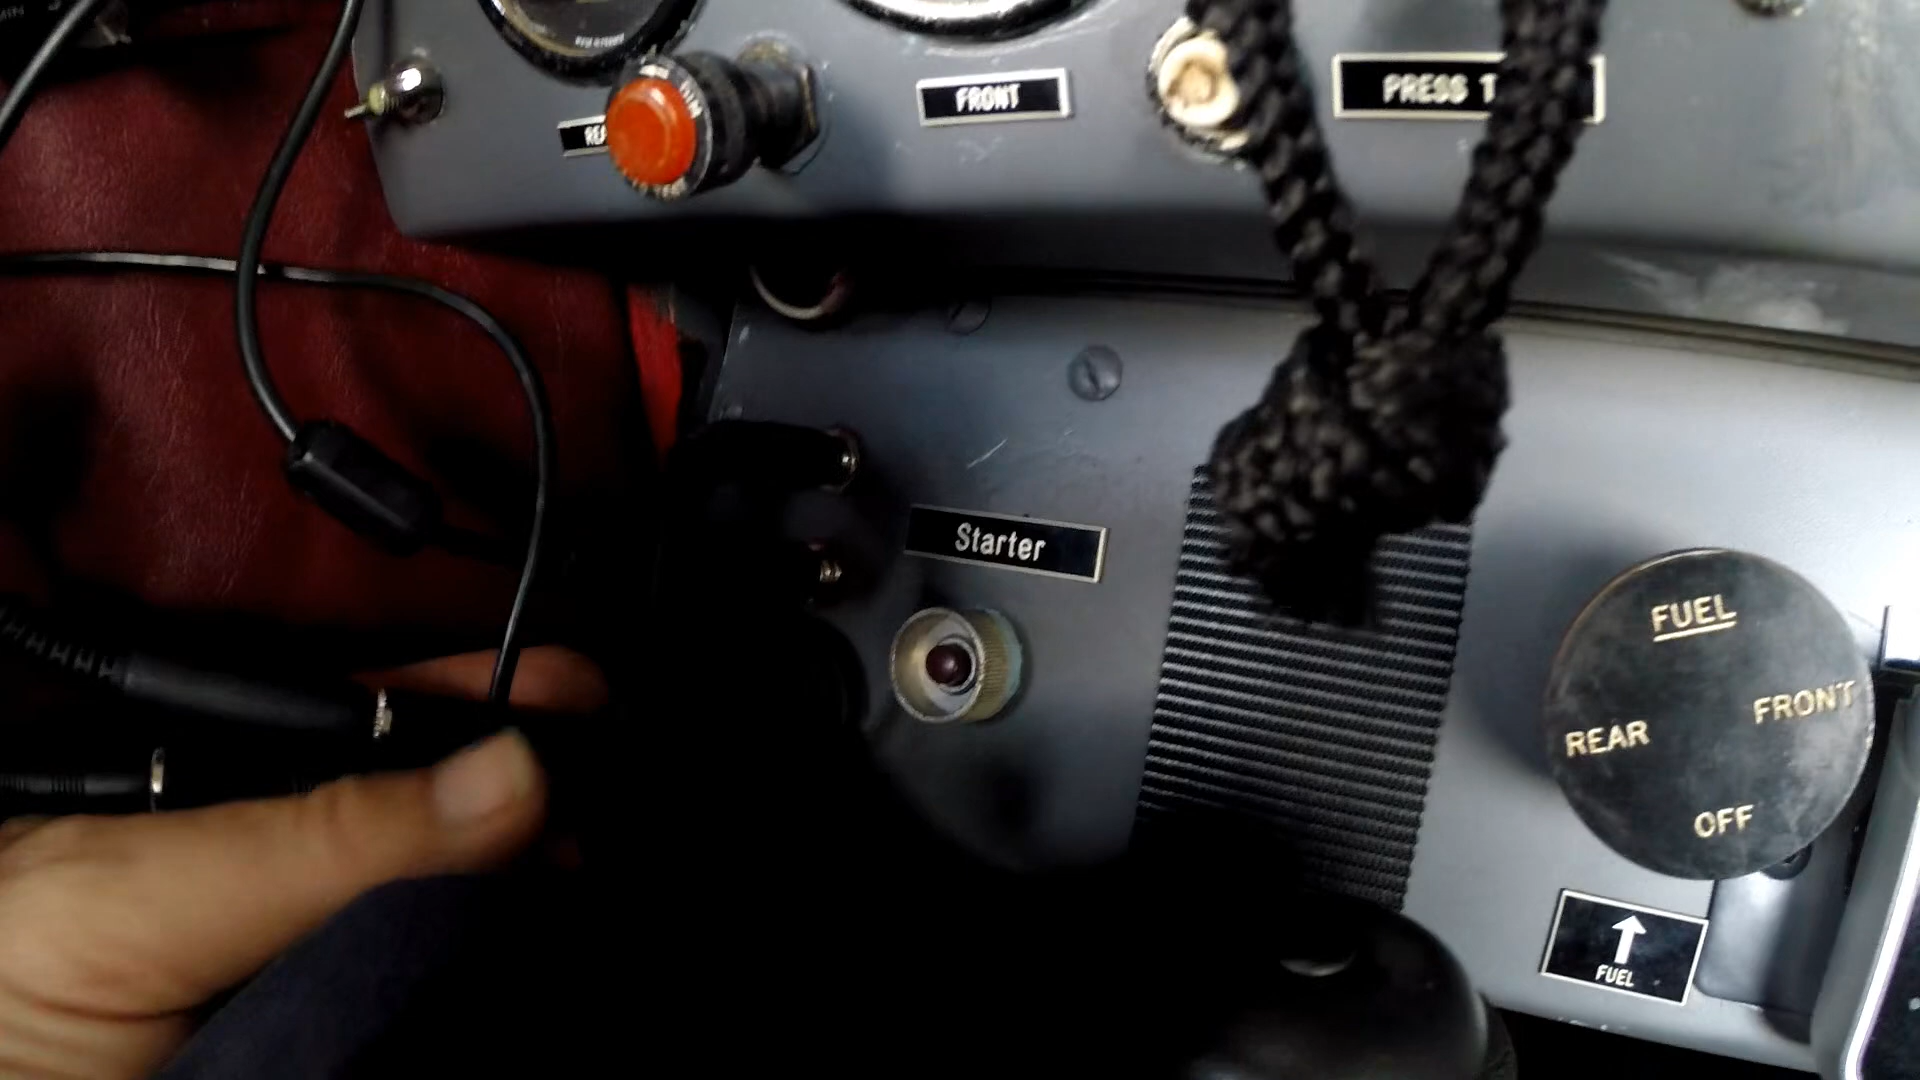 FRONT
PRESS T
Starter
FUEL
FRONT
REAR
OFF
FUEL